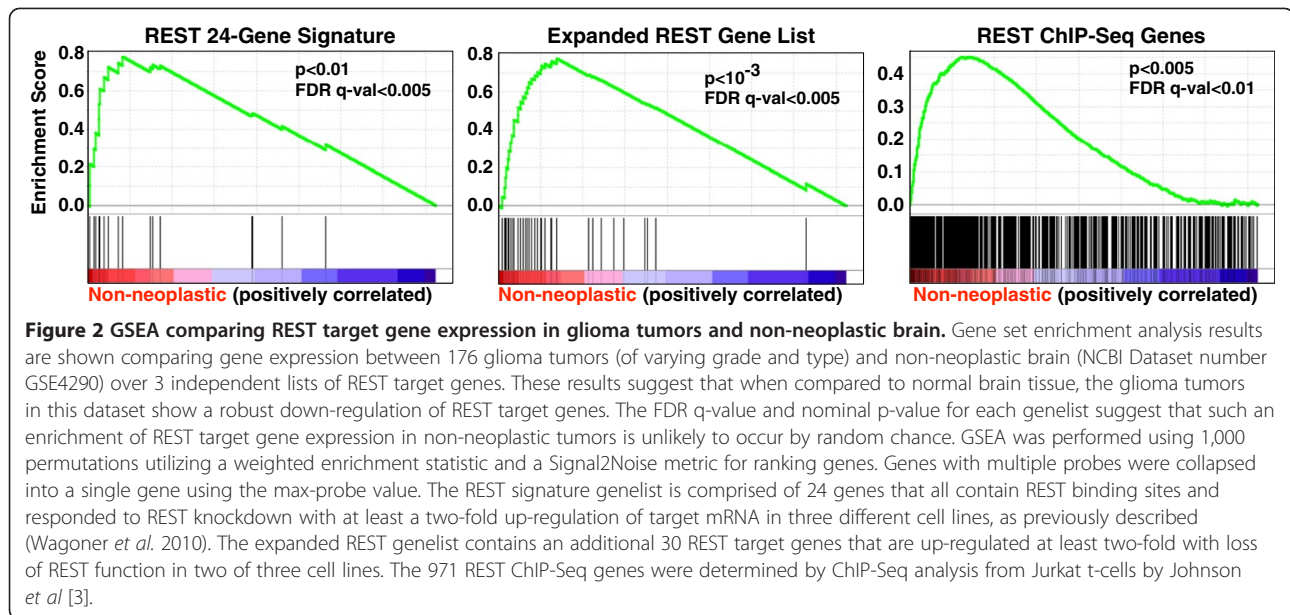 REST 24-Gene Signature
Expanded REST Gene List
REST ChIP-Seq Genes
Enrichment Score
0.8
0.6
0.4
0.2
0.0
p<0.01
FDR q-val<0.005
0.8
0.6
0.4
0.2
0.0
p<10-3
FDR q-val<0.005
0.4
0.3
0.2
0.1
0.0
p<0.005
FDR q-val<0.01
Non-neoplastic (positively correlated)
Non-neoplastic (positively correlated)
Non-neoplastic (positively correlated)
Figure 2 GSEA comparing REST target gene expression in glioma tumors and non-neoplastic brain. Gene set enrichment analysis results
are shown comparing gene expression between 176 glioma tumors (of varying grade and type) and non-neoplastic brain (NCBI Dataset number
GSE4290) over 3 independent lists of REST target genes. These results suggest that when compared to normal brain tissue, the glioma tumors
in this dataset show a robust down-regulation of REST target genes. The FDR q-value and nominal p-value for each genelist suggest that such an
enrichment of REST target gene expression in non-neoplastic tumors is unlikely to occur by random chance. GSEA was performed using 1,000
permutations utilizing a weighted enrichment statistic and a Signal2Noise metric for ranking genes. Genes with multiple probes were collapsed
into a single gene using the max-probe value. The REST signature genelist is comprised of 24 genes that all contain REST binding sites and
responded to REST knockdown with at least a two-fold up-regulation of target mRNA in three different cell lines, as previously described
(Wagoner et al. 2010). The expanded REST genelist contains an additional 30 REST target genes that are up-regulated at least two-fold with loss
of REST function in two of three cell lines. The 971 REST ChIP-Seq genes were determined by ChIP-Seq analysis from Jurkat t-cells by Johnson
et al [3].